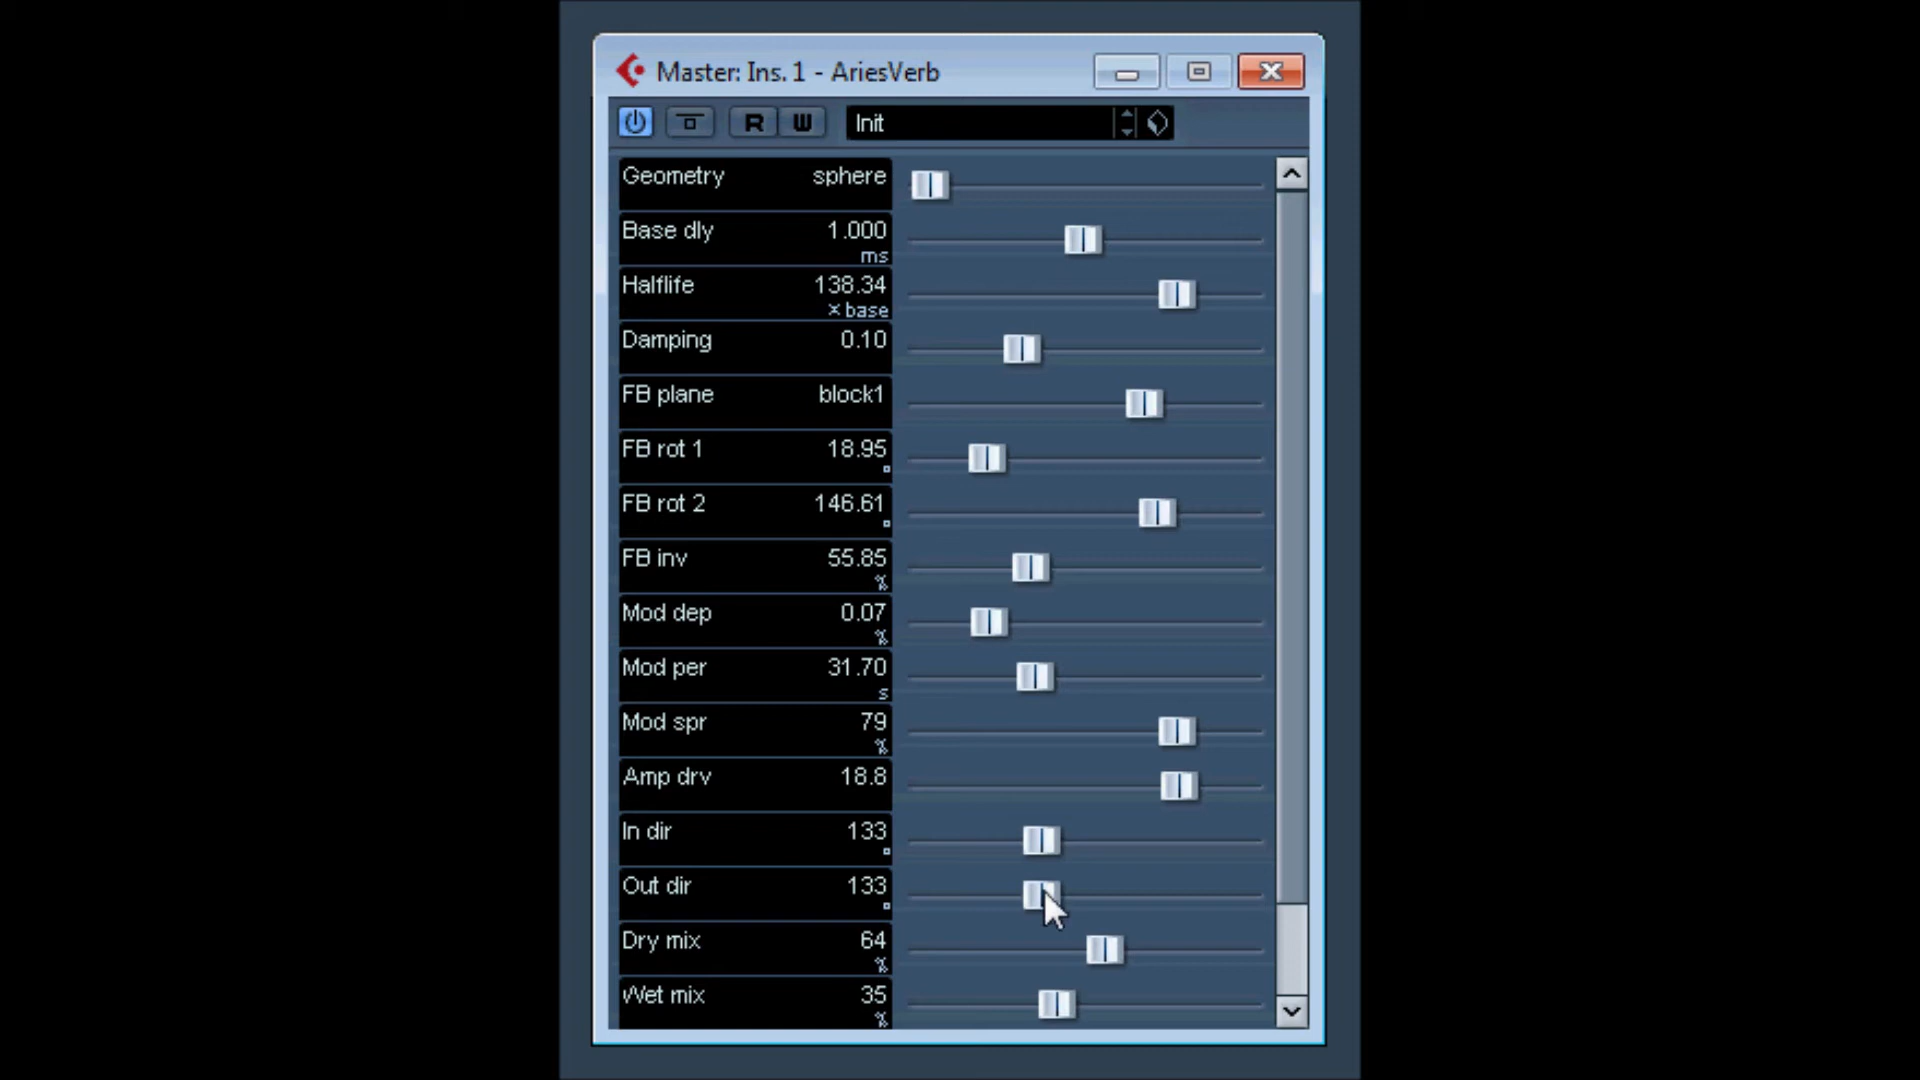 Master: Ins. 1 - AriesVerb
R W Init
Geometry sphere
Base dly 1.000
ms
Halflife 138.34
× base
Damping 0.10
FB plane block1
FB rot 1 18.95
°
FB rot 2 146.61
°
FB inv 55.85
%
Mod dep 0.07
%
Mod per 31.70
s
Mod spr 79
%
Amp drv 18.8
In dir 133
°
Out dir 133
°
Dry mix 64
%
Wet mix 35
%